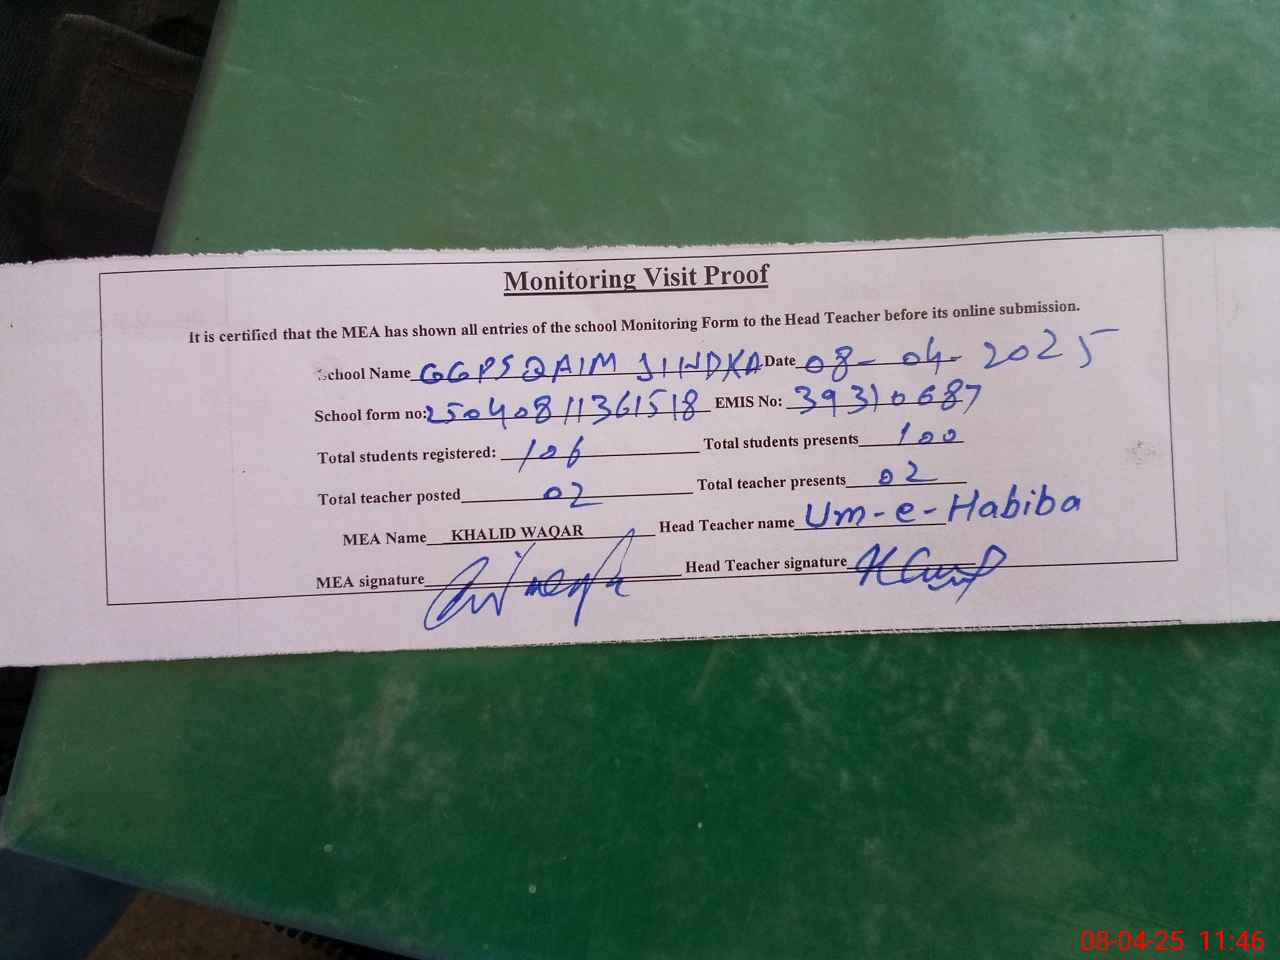 Monitoring Visit Proof
It is certified that the MEA has shown all entries of the school Monitoring Form to the Head Teacher before its online submission.
School Name GGPS QAIM JINDKA Date 08-04-2025
School form no: 25040811361518 EMIS No: 39310687
Total students registered: 106 Total students presents 100
Total teacher posted 02 Total teacher presents 02
MEA Name KHALID WAQAR Head Teacher name Um-e-Habiba
MEA signature Head Teacher signature
08-04-25 11:46